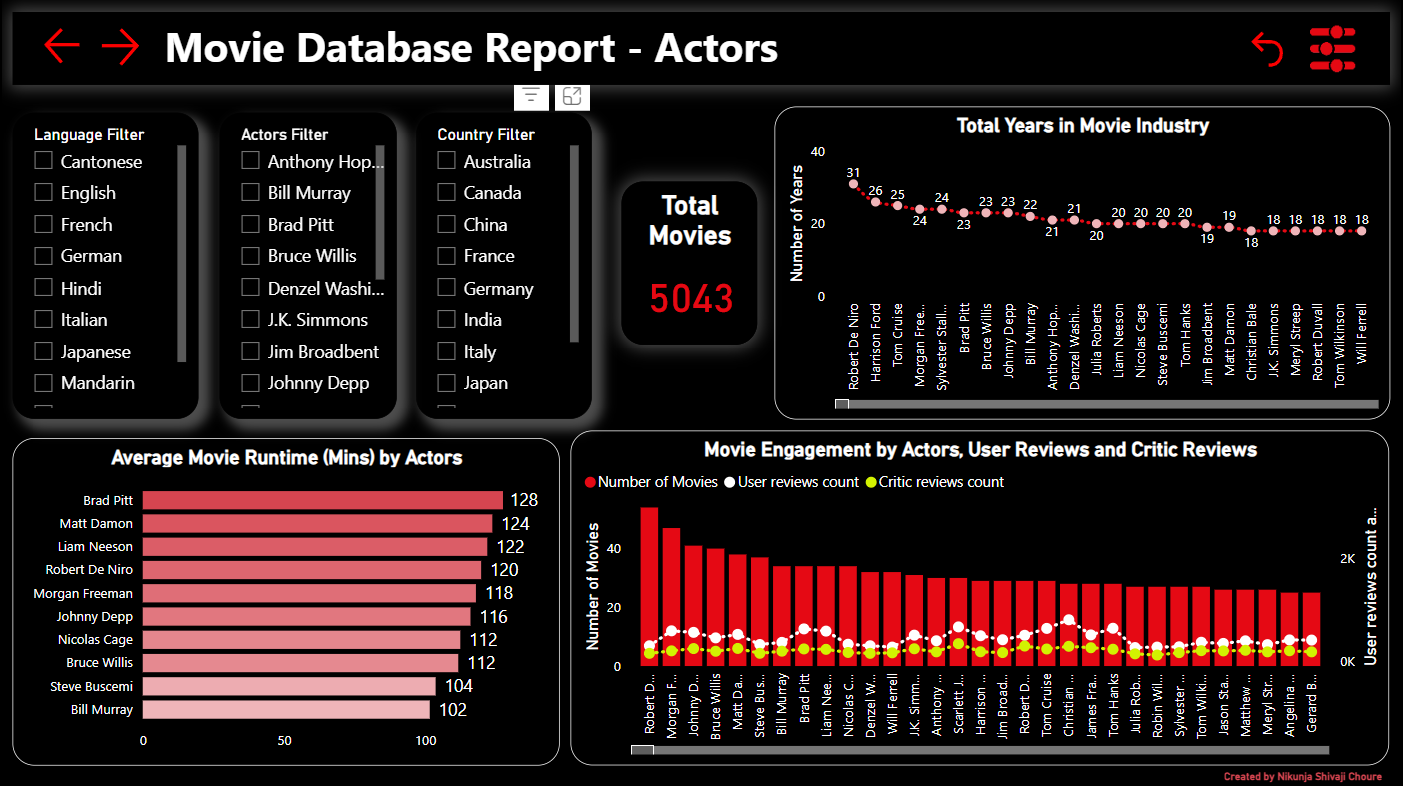 Movie Database Report - Actors
Language Filter
Cantonese
English
French
German
Hindi
Italian
Japanese
Mandarin
Actors Filter
Anthony Hop...
Bill Murray
Brad Pitt
Bruce Willis
Denzel Washi...
J.K. Simmons
Jim Broadbent
Johnny Depp
Country Filter
Australia
Canada
China
France
Germany
India
Italy
Japan
Total
Movies
5043
Total Years in Movie Industry
Number of Years
40
20
0
31
26
25
24
24
23
23
23
22
21
21
20
20
20
20
20
19
19
18
18
18
18
18
18
Robert De Niro
Harrison Ford
Tom Cruise
Morgan Free...
Sylvester Stall...
Brad Pitt
Bruce Willis
Johnny Depp
Bill Murray
Anthony Hop...
Denzel Washi...
Julia Roberts
Liam Neeson
Nicolas Cage
Steve Buscemi
Tom Hanks
Jim Broadbent
Matt Damon
Christian Bale
J.K. Simmons
Meryl Streep
Robert Duvall
Tom Wilkinson
Will Ferrell
Average Movie Runtime (Mins) by Actors
Brad Pitt 128
Matt Damon 124
Liam Neeson 122
Robert De Niro 120
Morgan Freeman 118
Johnny Depp 116
Nicolas Cage 112
Bruce Willis 112
Steve Buscemi 104
Bill Murray 102
0 50 100
Movie Engagement by Actors, User Reviews and Critic Reviews
Number of Movies User reviews count Critic reviews count
Number of Movies
40
20
0
2K
0K
User reviews count a...
Robert D...
Morgan F...
Johnny D...
Bruce Willis
Matt Da...
Steve Bus...
Bill Murray
Brad Pitt
Liam Nee...
Nicolas C...
Denzel W...
Will Ferrell
J.K. Simm...
Anthony ...
Scarlett J...
Harrison ...
Jim Broad...
Robert D...
Tom Cruise
Christian ...
James Fra...
Tom Hanks
Julia Rob...
Robin Wil...
Sylvester ...
Tom Wilki...
Jason Sta...
Matthew ...
Meryl Str...
Angelina ...
Gerard B...
Created by Nikunja Shivaji Choure